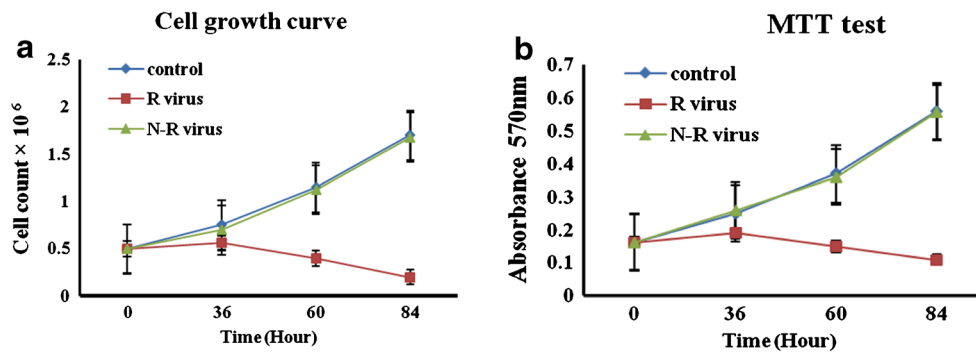 a
Cell growth curve
Cell count × 10 6
2.5
2
1.5
1
0.5
0
control
R virus
N-R virus
0 36 60 84
Time (Hour)
b
MTT test
Absorbance 570nm
0.7
0.6
0.5
0.4
0.3
0.2
0.1
0
control
R virus
N-R virus
0 36 60 84
Time (Hour)